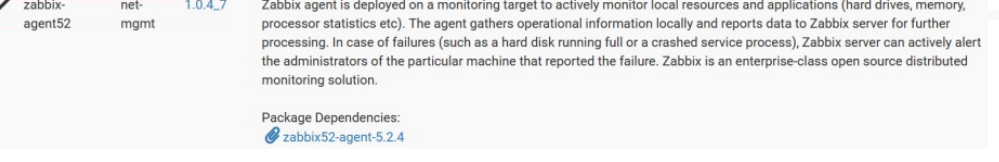 zabbix- net- 1.0.4_7 Zabbix agent is deployed on a monitoring target to actively monitor local resources and applications (hard drives, memory,
agent52 mgmt processor statistics etc). The agent gathers operational information locally and reports data to Zabbix server for further
processing. In case of failures (such as a hard disk running full or a crashed service process), Zabbix server can actively alert
the administrators of the particular machine that reported the failure. Zabbix is an enterprise-class open source distributed
monitoring solution.
Package Dependencies:
zabbix52-agent-5.2.4